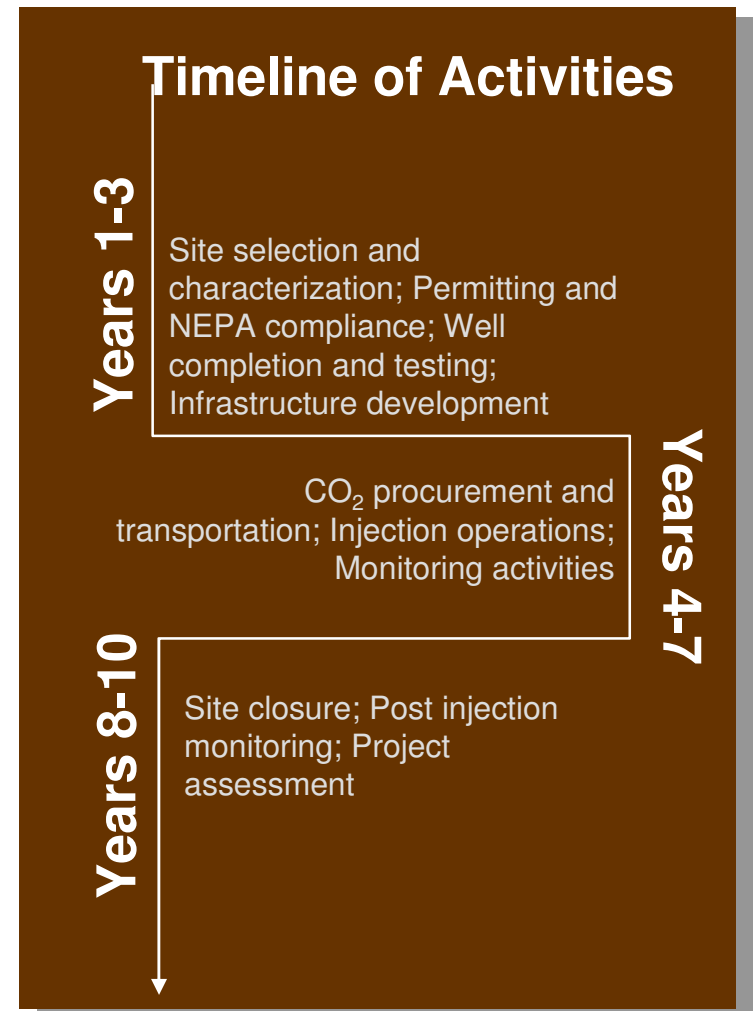 Timeline of Activities
Years 1-3
Site selection and
characterization; Permitting and
NEPA compliance; Well
completion and testing;
Infrastructure development
Years 4-7
CO₂ procurement and
transportation; Injection operations;
Monitoring activities
Years 8-10
Site closure; Post injection
monitoring; Project
assessment